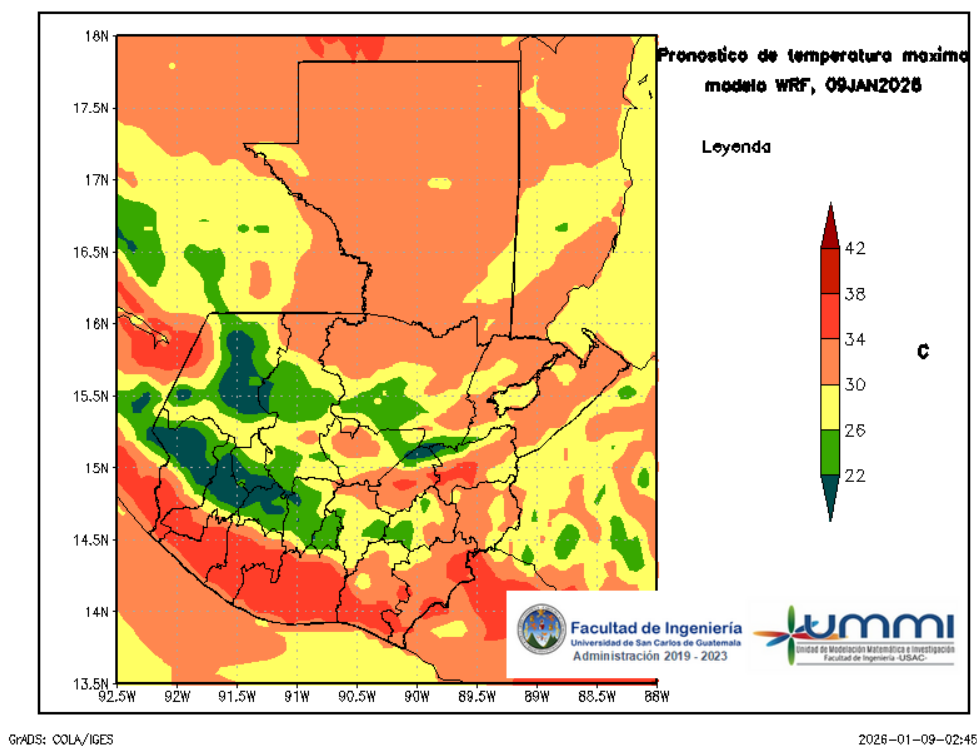 Pronostico de temperatura maxima
modelo WRF, 09JAN2026
Leyenda
42
38
34
30
26
22
C
18N
17.5N
17N
16.5N
16N
15.5N
15N
14.5N
14N
13.5N
92.5W
92W
91.5W
91W
90.5W
90W
89.5W
89W
88.5W
88W
Facultad de Ingeniería
Universidad de San Carlos de Guatemala
Administración 2019 - 2023
ummi
Unidad de Modelación Matemática e Investigación
Facultad de Ingeniería -USAC-
GrADS: COLA/IGES
2026-01-09-02:45